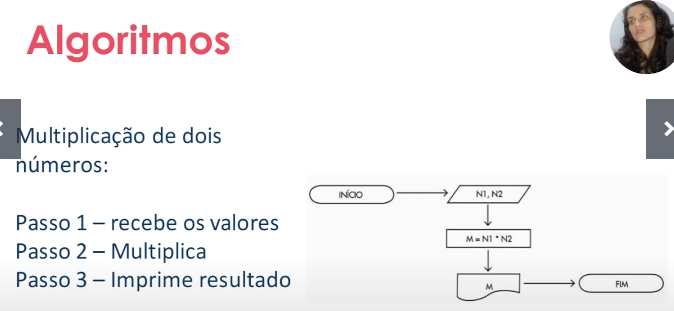 Algoritmos
Multiplicação de dois
números:
Passo 1 – recebe os valores
Passo 2 – Multiplica
Passo 3 – Imprime resultado
INÍCIO
N1, N2
M = N1 * N2
M
FIM